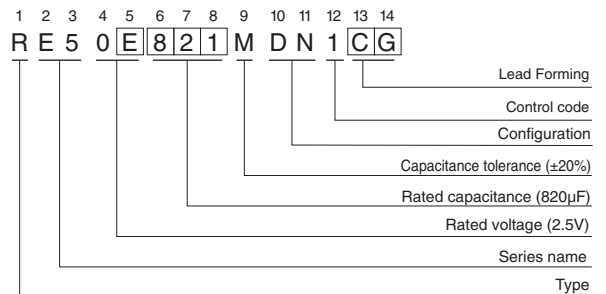 1 2 3 4 5 6 7 8 9 10 11 12 13 14
R E 5 0 E 8 2 1 M D N 1 C G
Lead Forming
Control code
Configuration
Capacitance tolerance (±20%)
Rated capacitance (820µF)
Rated voltage (2.5V)
Series name
Type